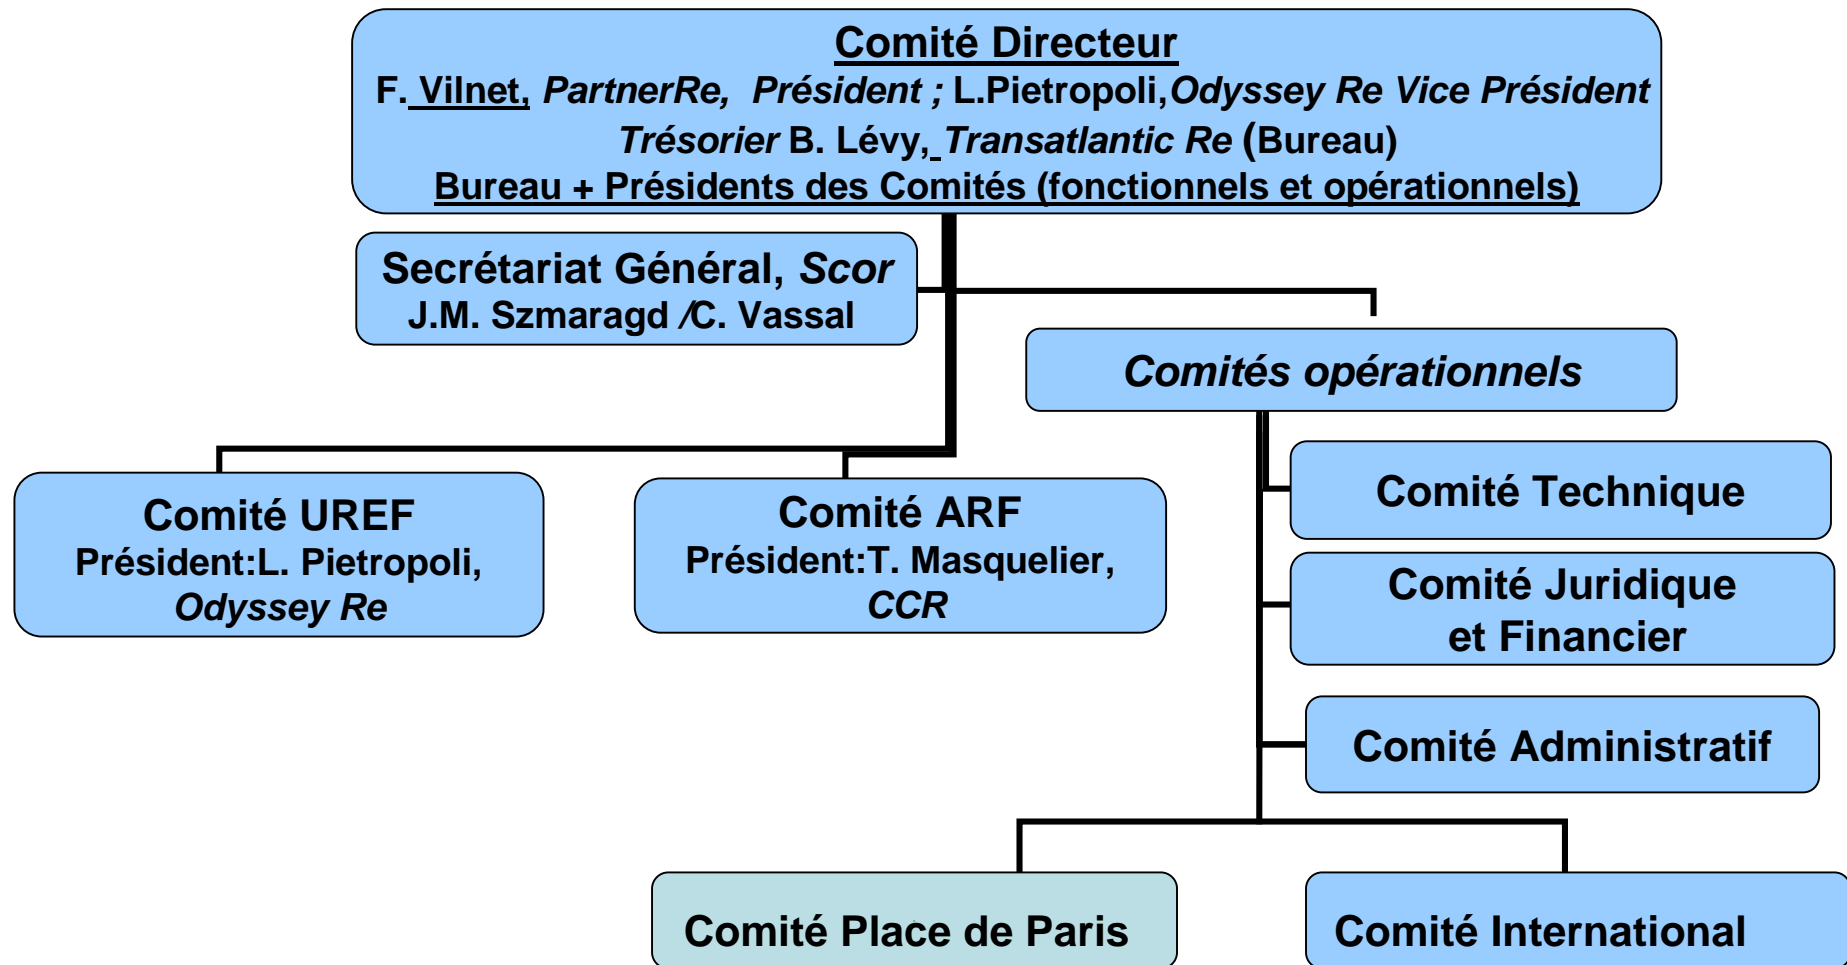 Comité Directeur
F. Vilnet, PartnerRe, Président ; L.Pietropoli,Odyssey Re Vice Président
Trésorier B. Lévy, Transatlantic Re (Bureau)
Bureau + Présidents des Comités (fonctionnels et opérationnels)
Secrétariat Général, Scor
J.M. Szmaragd /C. Vassal
Comités opérationnels
Comité UREF
Président:L. Pietropoli,
Odyssey Re
Comité ARF
Président:T. Masquelier,
CCR
Comité Technique
Comité Juridique
et Financier
Comité Administratif
Comité Place de Paris
Comité International